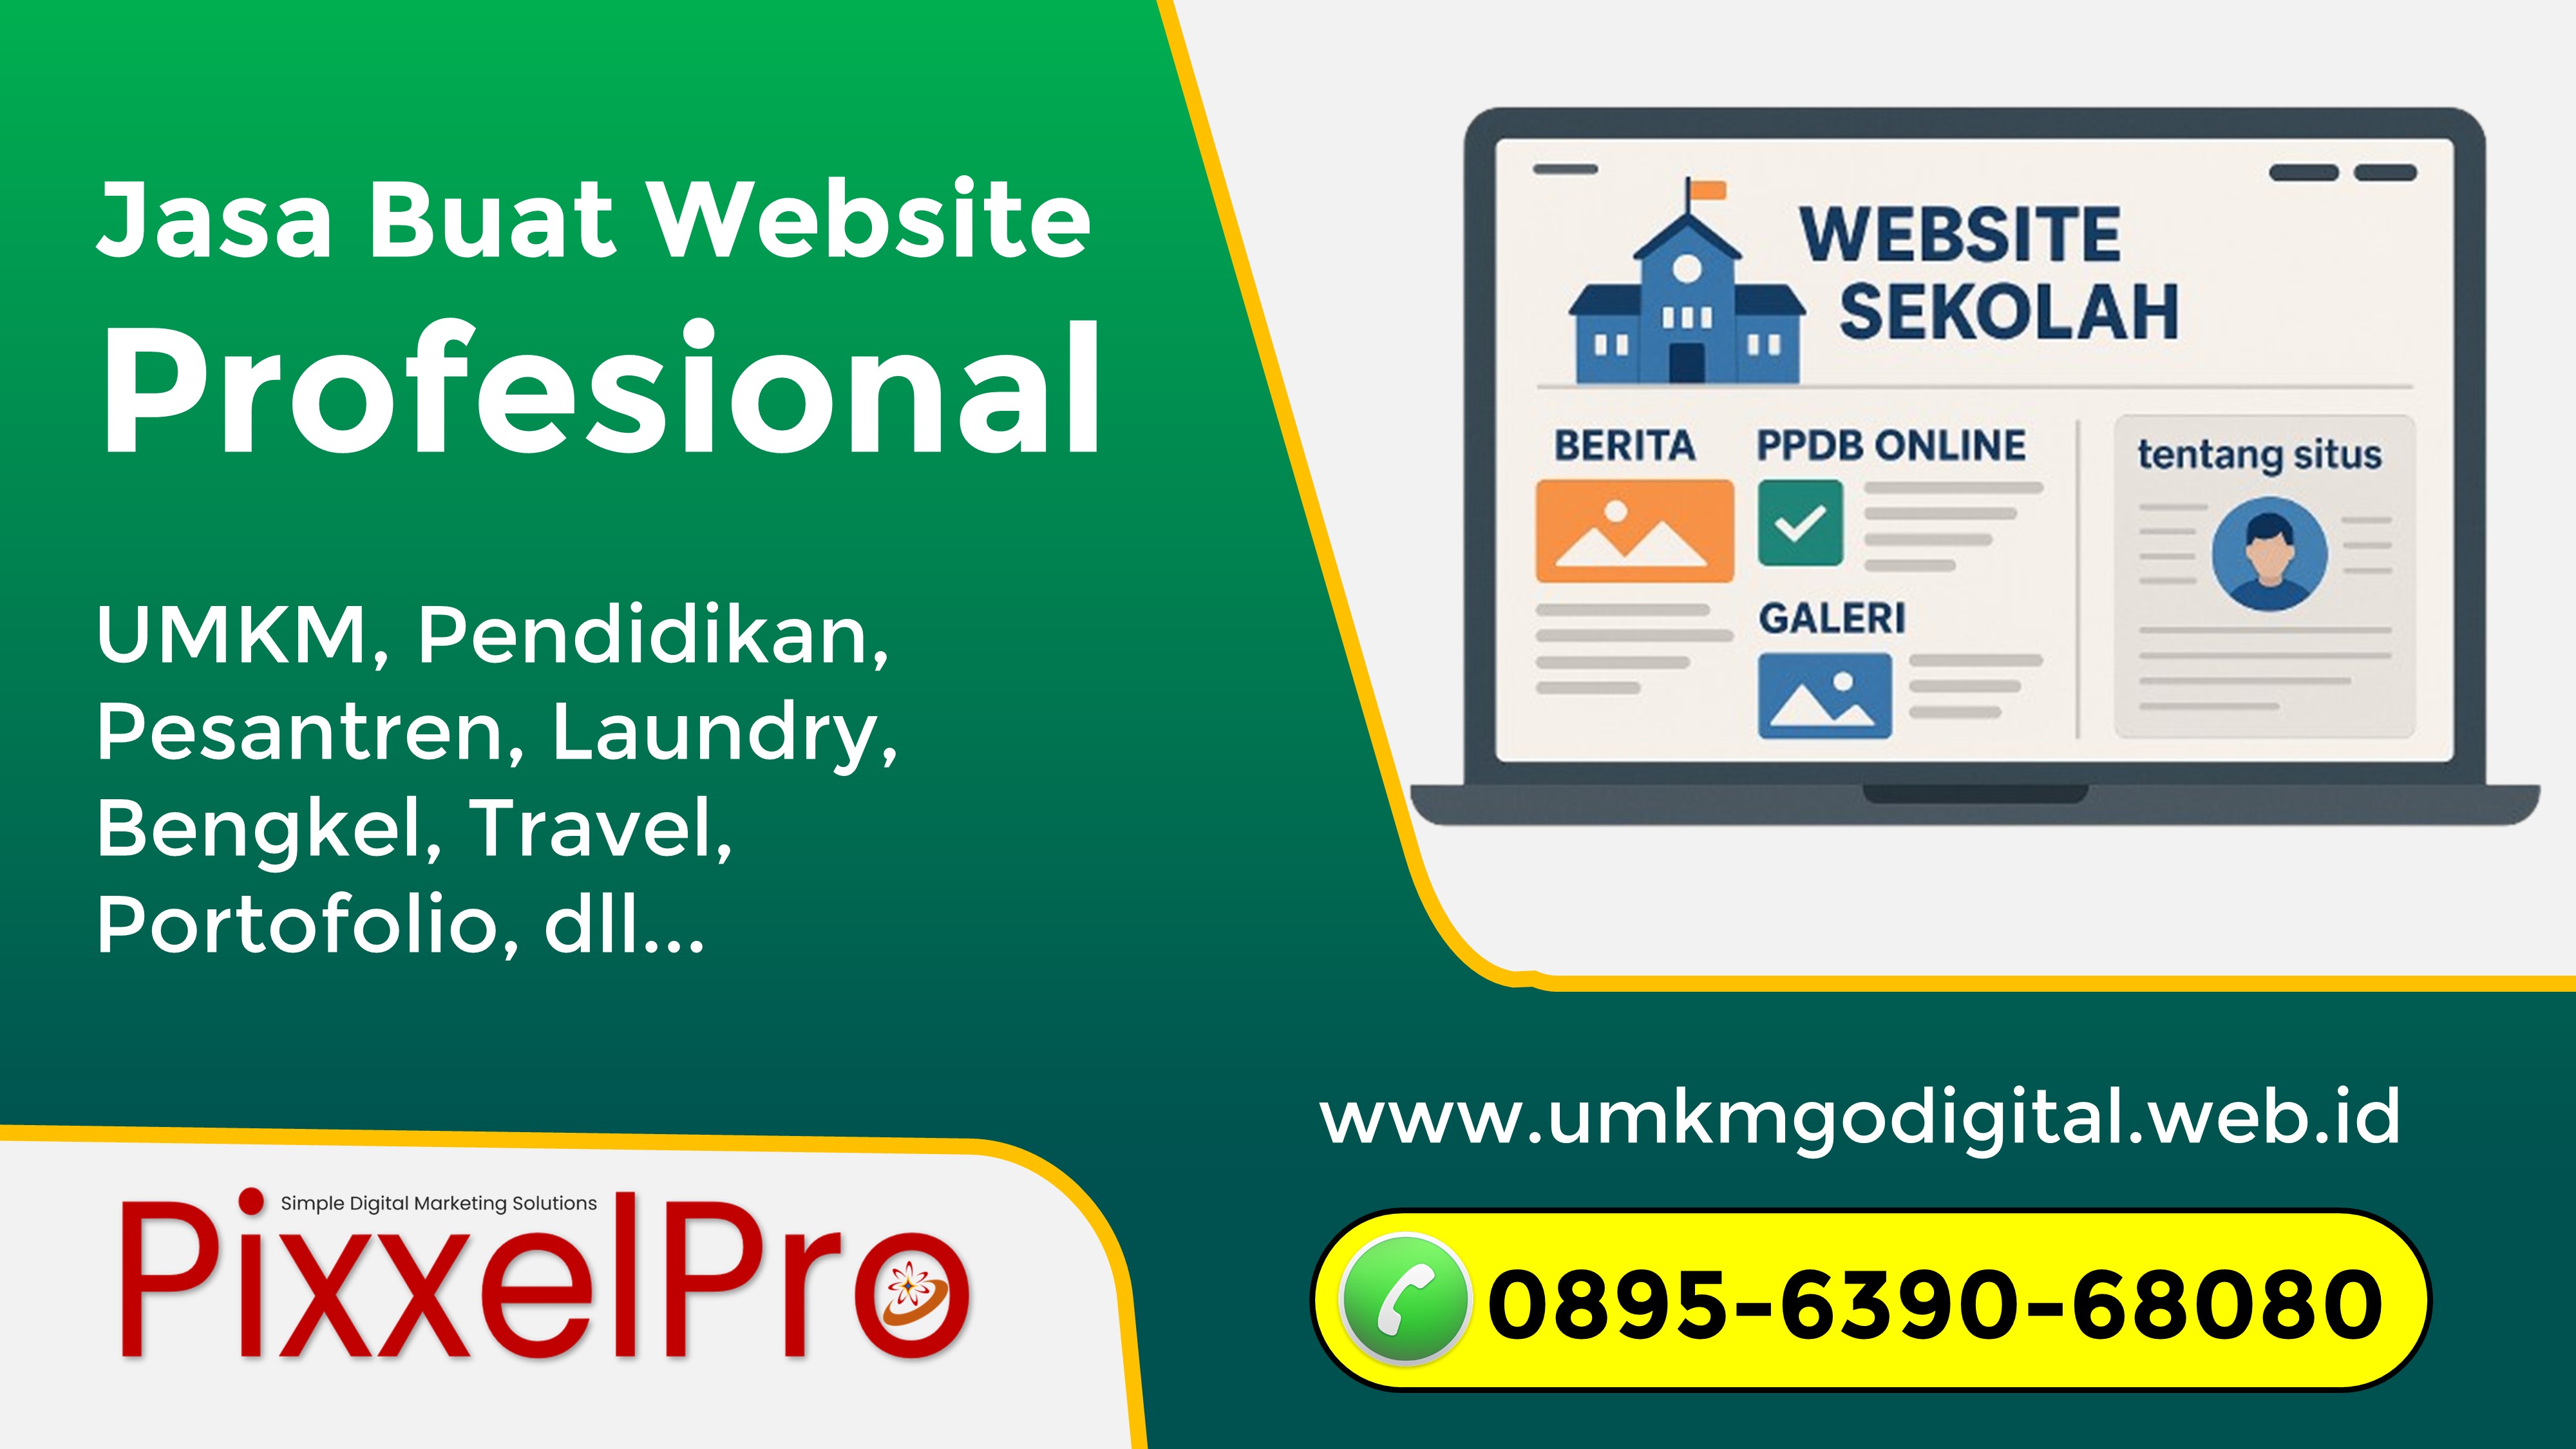 Jasa Buat Website
Profesional
UMKM, Pendidikan,
Pesantren, Laundry,
Bengkel, Travel,
Portofolio, dll...
WEBSITE
SEKOLAH
BERITA
PPDB ONLINE
GALERI
tentang situs
Simple Digital Marketing Solutions
PixxelPro
www.umkmgodigital.web.id
0895-6390-68080